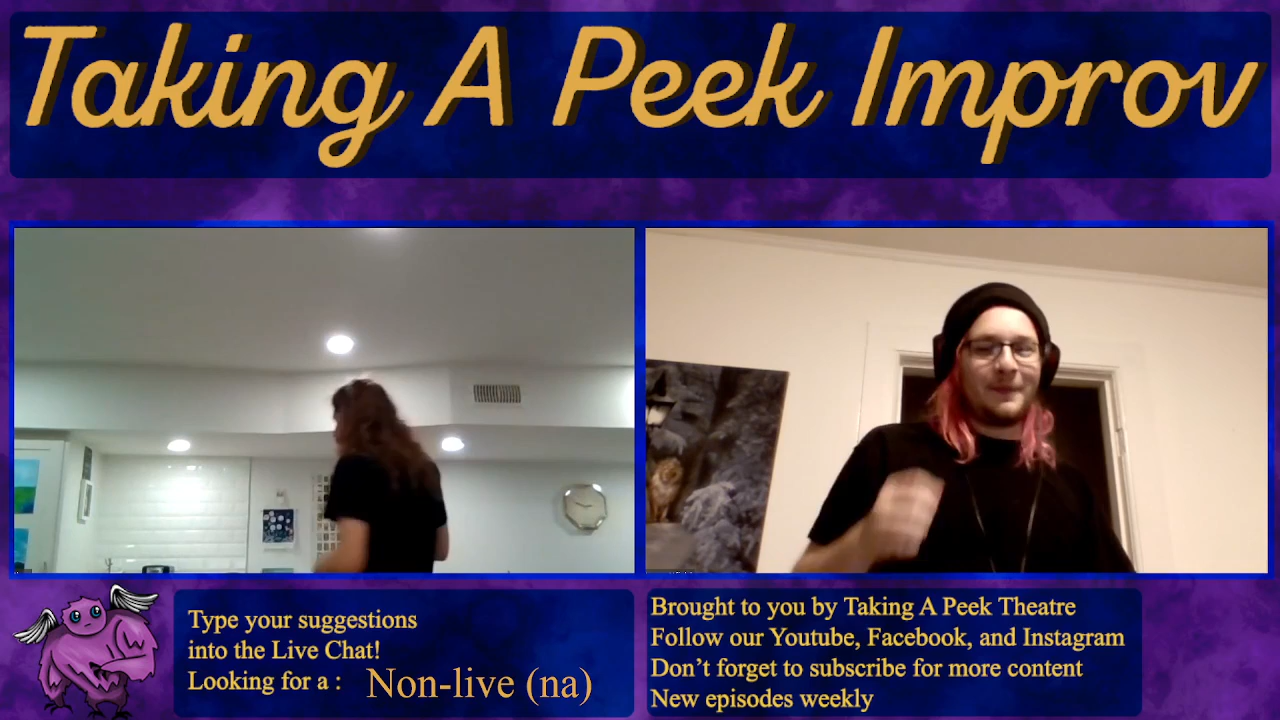 Taking A Peek Improv
Type your suggestions
into the Live Chat!
Looking for a : Non-live (na)
Brought to you by Taking A Peek Theatre
Follow our Youtube, Facebook, and Instagram
Don't forget to subscribe for more content
New episodes weekly